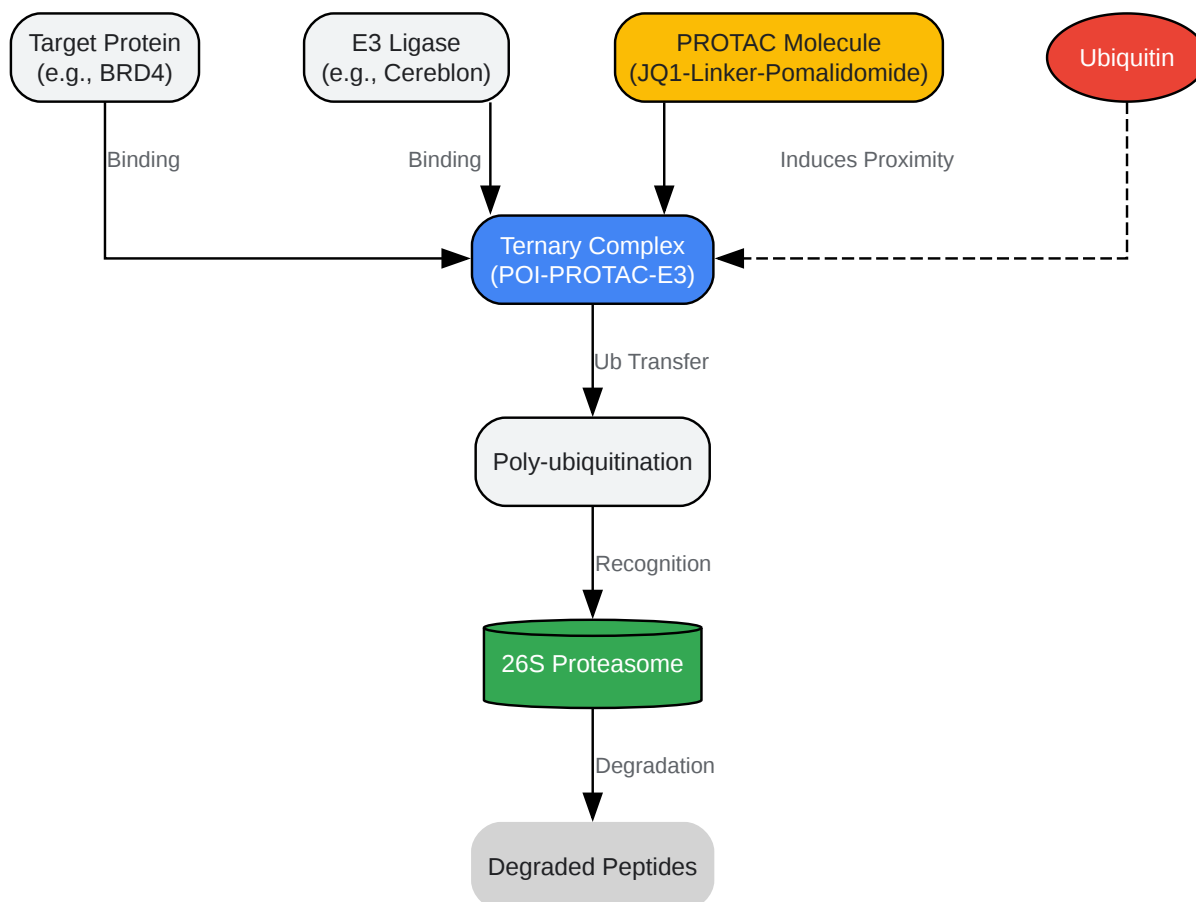 Target Protein
(e.g., BRD4)
E3 Ligase
(e.g., Cereblon)
PROTAC Molecule
(JQ1-Linker-Pomalidomide)
Ubiquitin
Binding
Binding
Induces Proximity
Ternary Complex
(POI-PROTAC-E3)
Ub Transfer
Poly-ubiquitination
Recognition
26S Proteasome
Degradation
Degraded Peptides